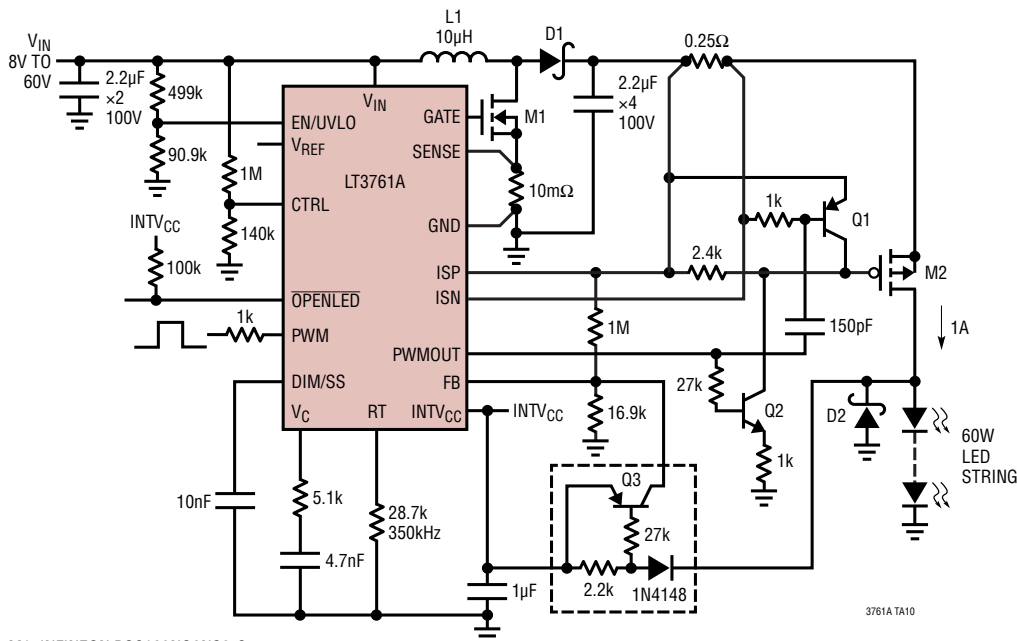 L1
10µH
D1
0.25Ω
VIN
8V TO
60V
2.2µF
×2
100V
499k
VIN
GATE
M1
2.2µF
×4
100V
EN/UVLO
VREF
SENSE
90.9k
1M
LT3761A
10mΩ
1k
Q1
CTRL
GND
INTVCC
140k
100k
ISP
2.4k
M2
OPENLED
ISN
1k
PWM
1M
150pF
1A
PWMOUT
DIM/SS
FB
27k
VC
RT
INTVCC
INTVCC
16.9k
Q2
D2
60W
LED
STRING
1k
10nF
5.1k
28.7k
350kHz
Q3
27k
4.7nF
1µF
2.2k
1N4148
3761A TA10